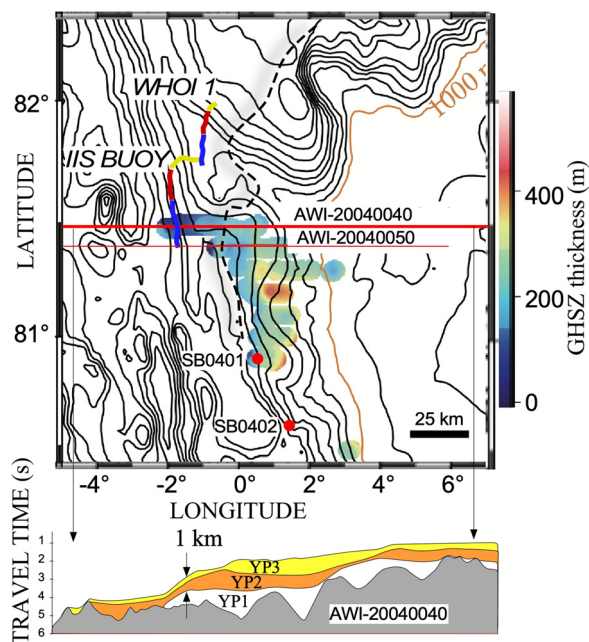 WHOI 1
IIS BUOY
1000
AWI-20040040
AWI-20040050
SB0401
SB0402
25 km
82°
81°
LATITUDE
-4°
-2°
0°
2°
4°
6°
LONGITUDE
GHSZ thickness (m)
400
200
0
TRAVEL TIME (s)
1
2
3
4
5
6
1 km
YP3
YP2
YP1
AWI-20040040